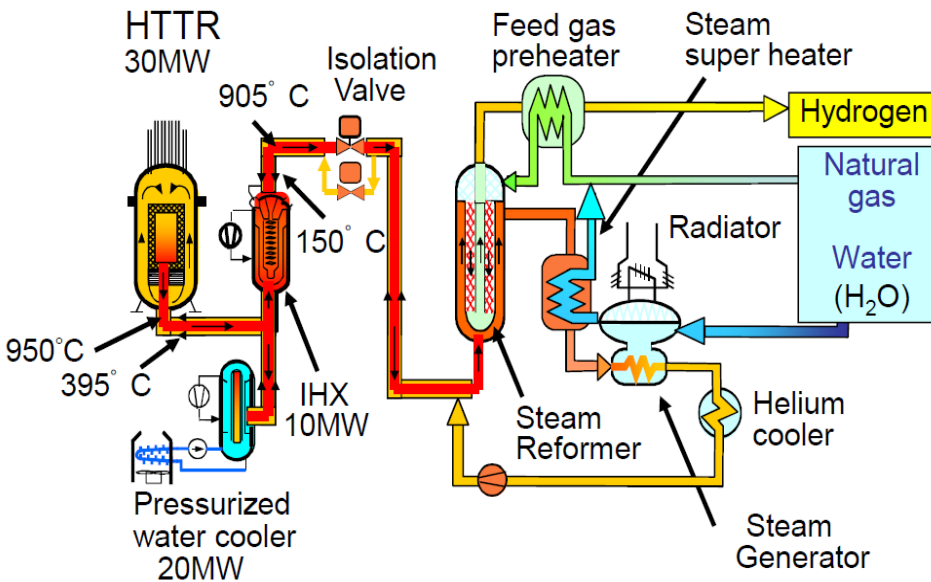 HTTR
30MW
905° C
Isolation
Valve
Feed gas
preheater
Steam
super heater
Hydrogen
Natural
gas
Water
(H₂O)
150° C
Radiator
950°C
395° C
IHX
10MW
Steam
Reformer
Helium
cooler
Pressurized
water cooler
20MW
Steam
Generator